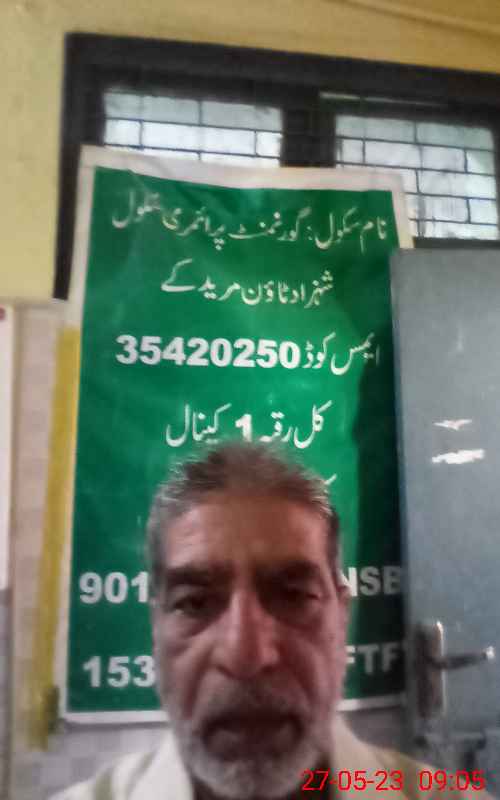 نام سکول : گورنمنٹ پرائمری سکول
شہزاد ٹاؤن مرید کے
ایمس کوڈ 35420250
کل رقبہ 1 کینال
901 NSB
153 FTF
27-05-23 09:05